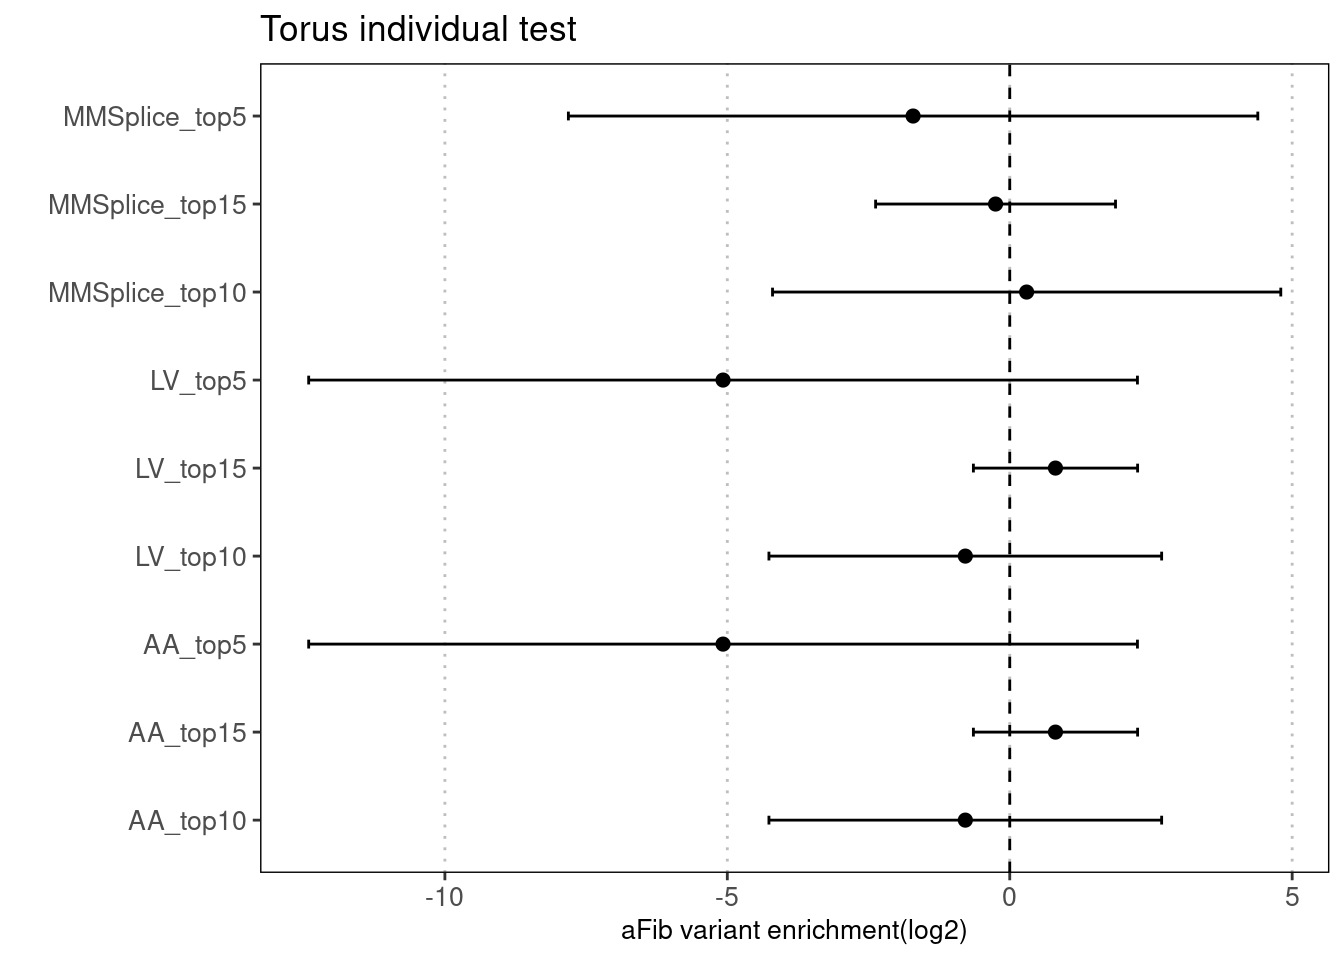 Torus individual test
MMSplice_top5
MMSplice_top15
MMSplice_top10
LV_top5
LV_top15
LV_top10
AA_top5
AA_top15
AA_top10
-10 -5 0 5
aFib variant enrichment(log2)